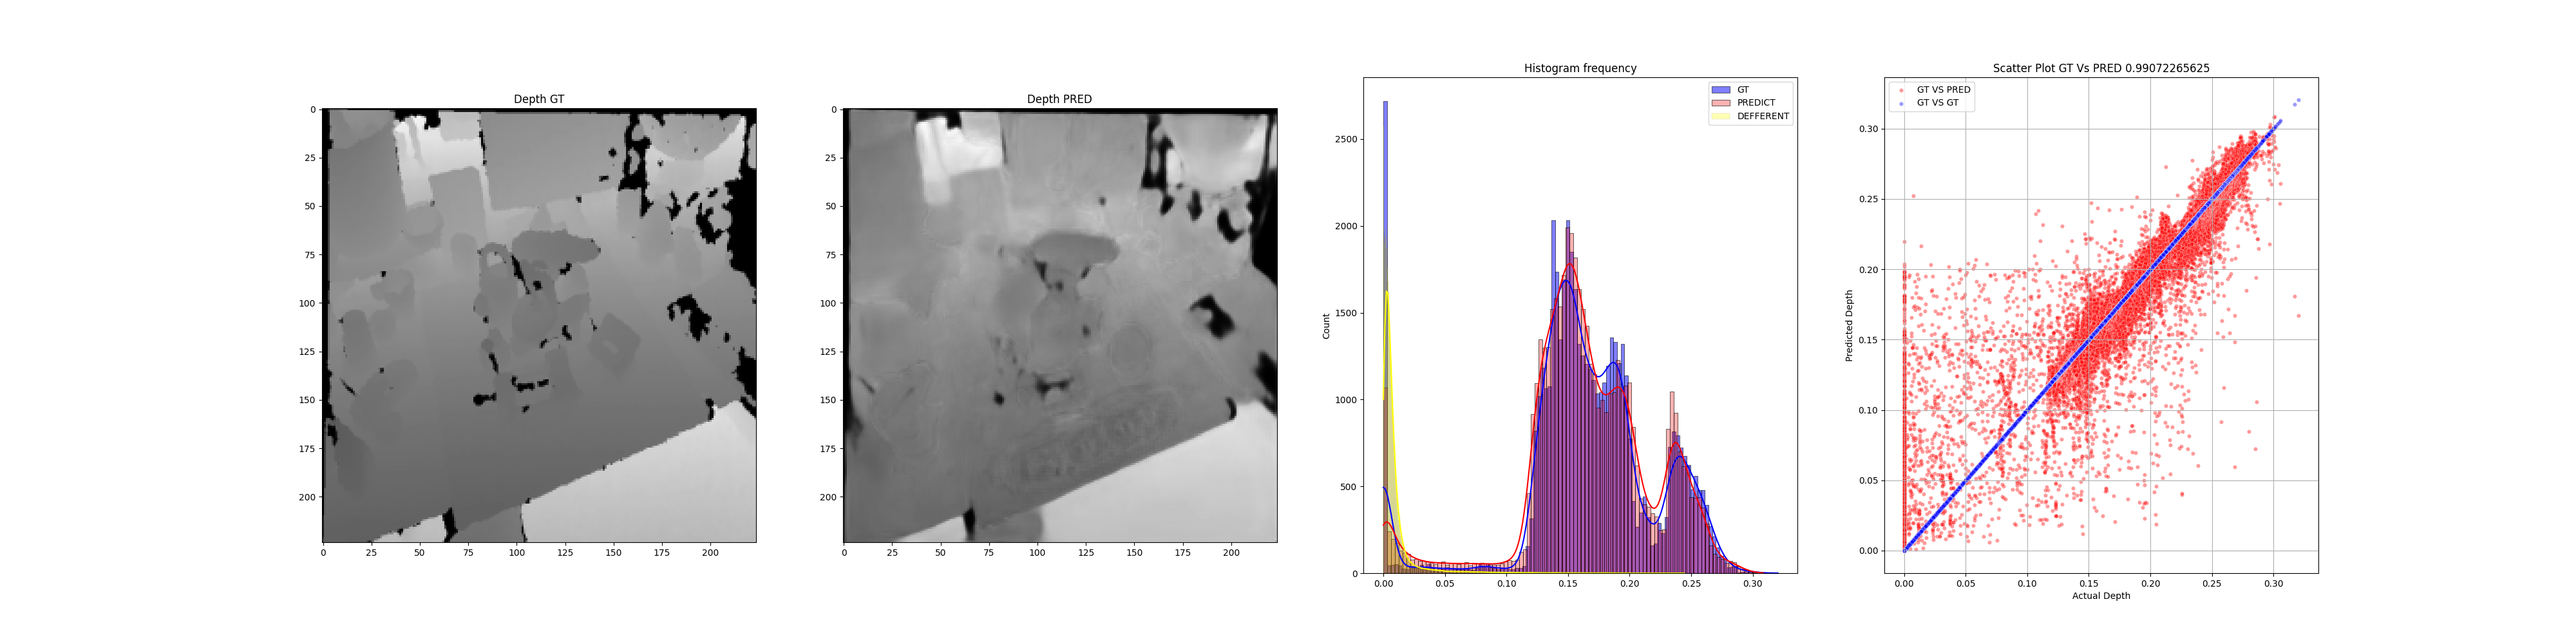 Depth GT
0
25
50
75
100
125
150
175
200
0 25 50 75 100 125 150 175 200
Depth PRED
0
25
50
75
100
125
150
175
200
0 25 50 75 100 125 150 175 200
Histogram frequency
GT
PREDICT
DEFFERENT
Count
2500
2000
1500
1000
500
0
0.00 0.05 0.10 0.15 0.20 0.25 0.30
Scatter Plot GT Vs PRED 0.99072265625
GT VS PRED
GT VS GT
Predicted Depth
0.30
0.25
0.20
0.15
0.10
0.05
0.00
0.00 0.05 0.10 0.15 0.20 0.25 0.30
Actual Depth